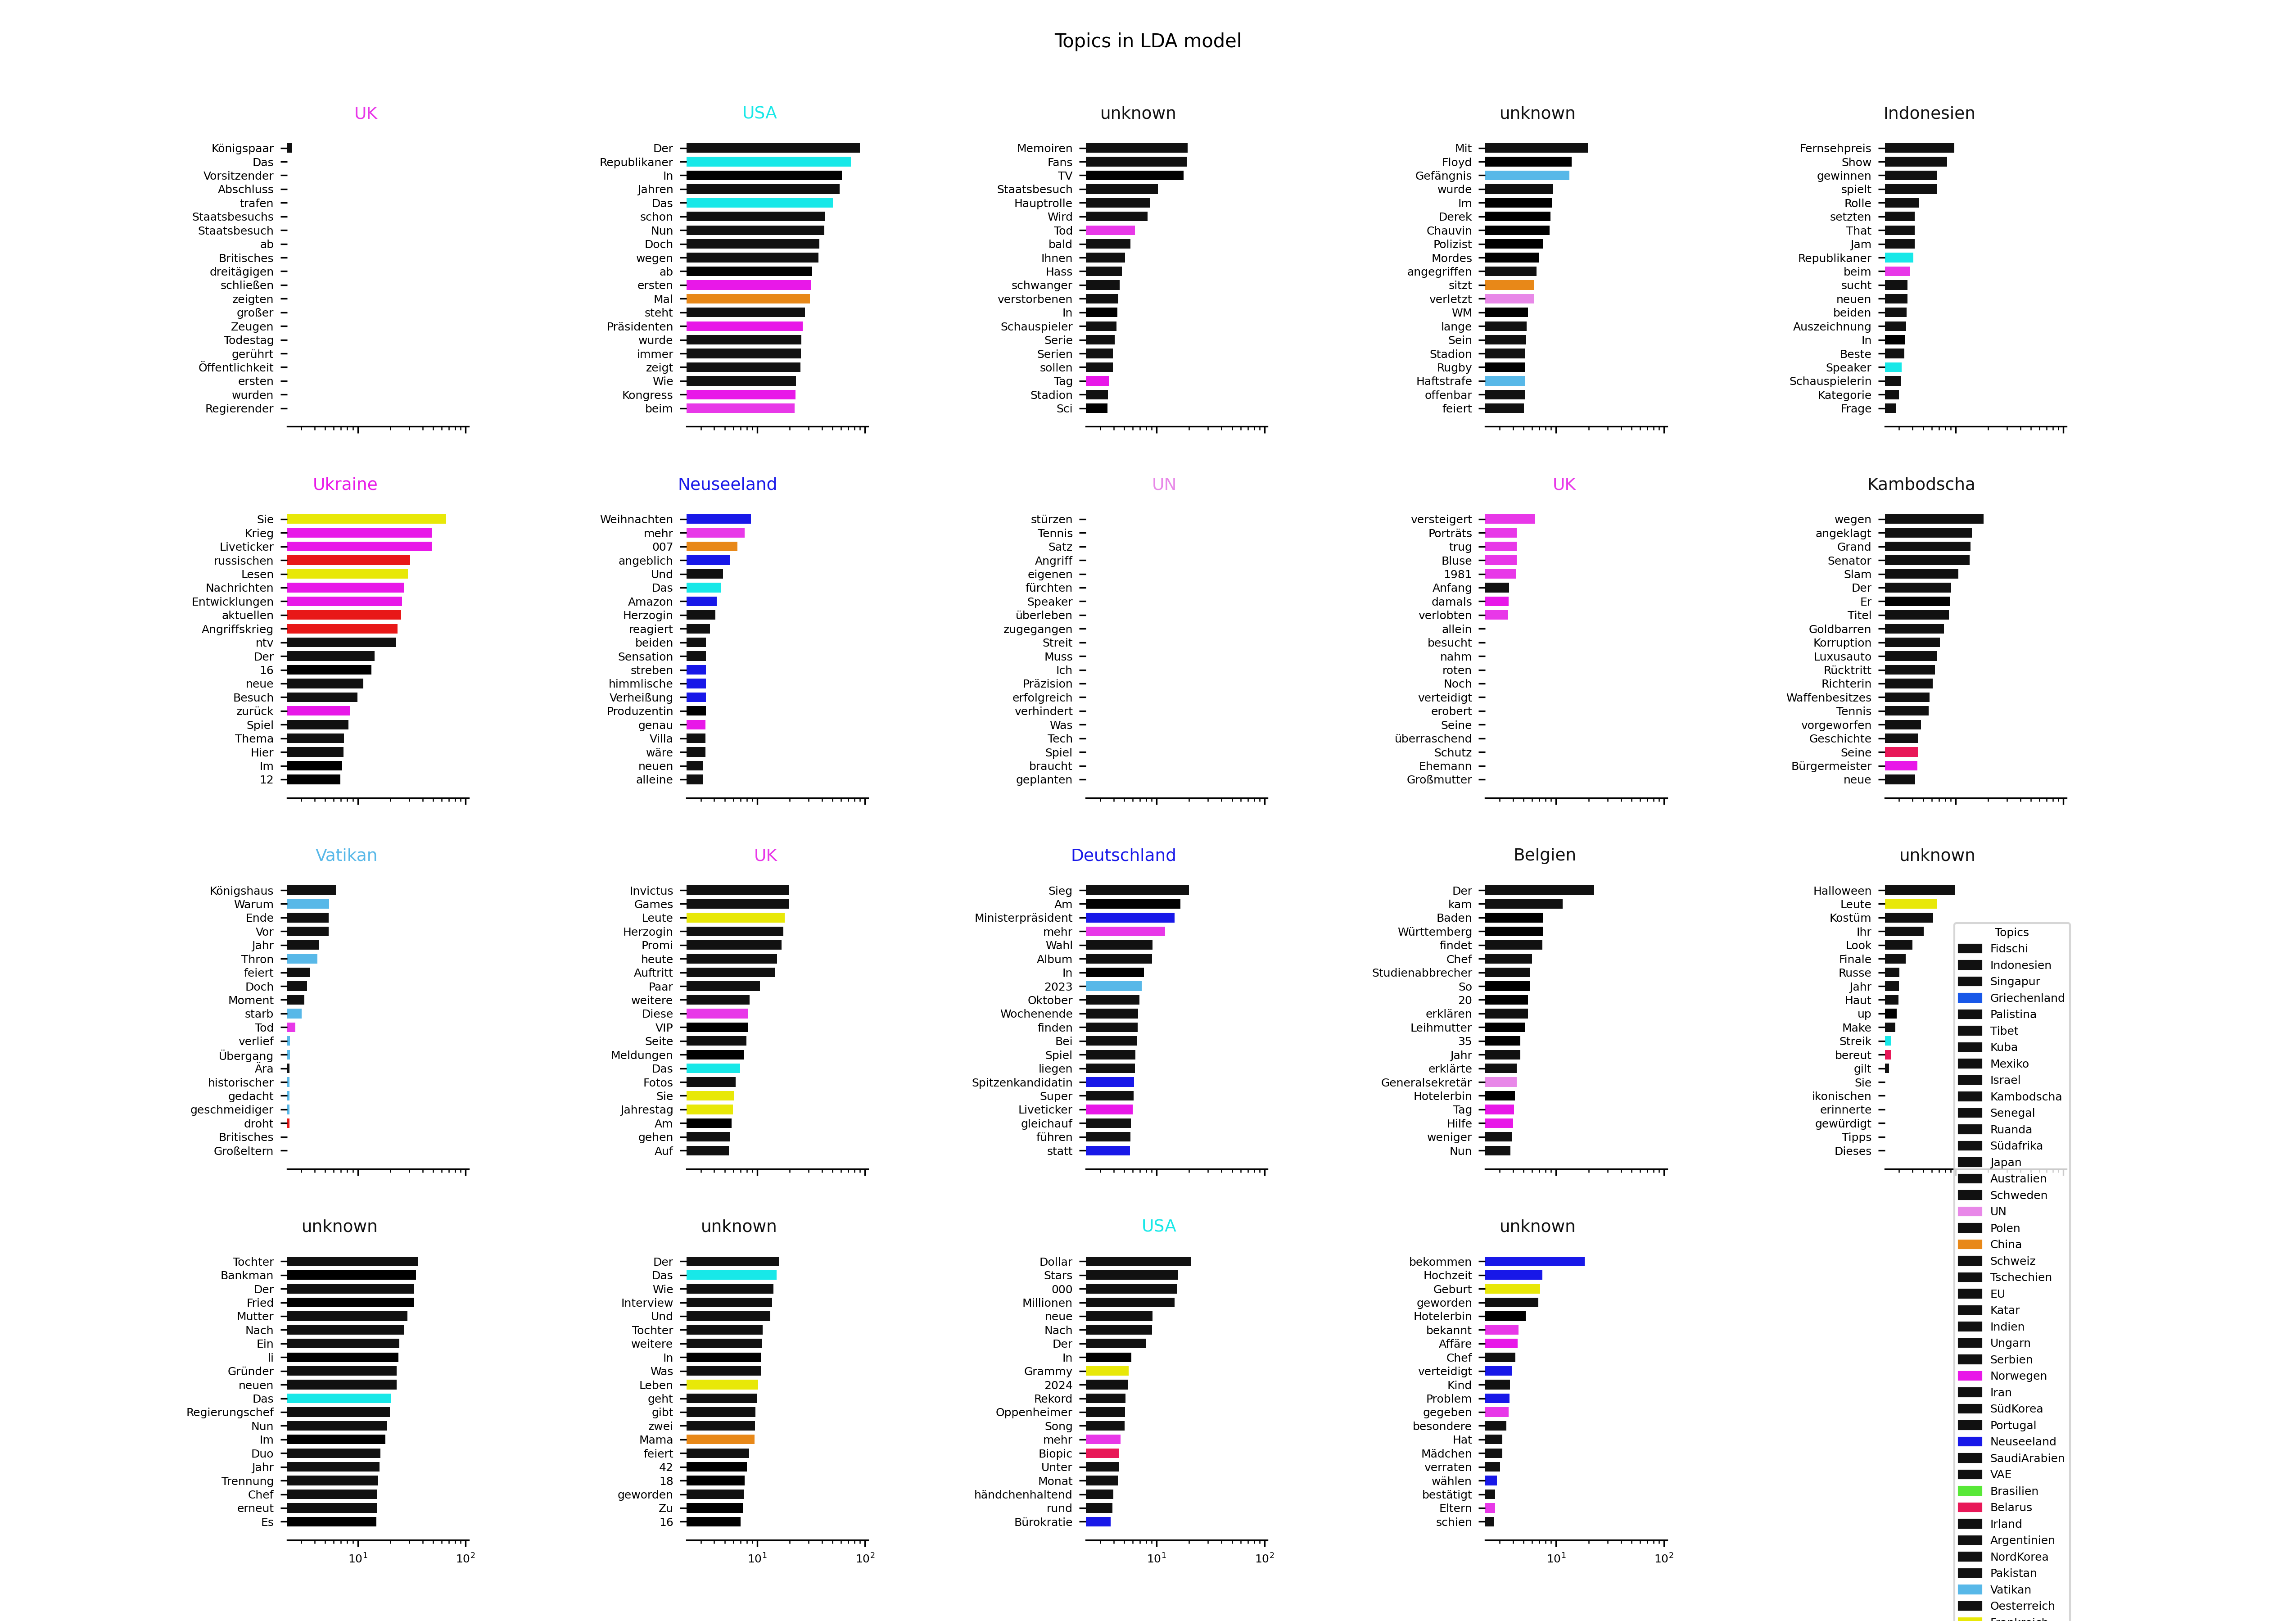 Topics in LDA model
UK
Königspaar
Das
Vorsitzender
Abschluss
trafen
Staatsbesuchs
Staatsbesuch
ab
Britisches
dreitägigen
schließen
zeigten
großer
Zeugen
Todestag
gerührt
Öffentlichkeit
ersten
wurden
Regierender
USA
Der
Republikaner
In
Jahren
Das
schon
Nun
Doch
wegen
ab
ersten
Mal
steht
Präsidenten
wurde
immer
zeigt
Wie
Kongress
beim
unknown
Memoiren
Fans
TV
Staatsbesuch
Hauptrolle
Wird
Tod
bald
Ihnen
Hass
schwanger
verstorbenen
In
Schauspieler
Serie
Serien
sollen
Tag
Stadion
Sci
unknown
Mit
Floyd
Gefängnis
wurde
Im
Derek
Chauvin
Polizist
Mordes
angegriffen
sitzt
verletzt
WM
lange
Sein
Stadion
Rugby
Haftstrafe
offenbar
feiert
Indonesien
Fernsehpreis
Show
gewinnen
spielt
Rolle
setzten
That
Jam
Republikaner
beim
sucht
neuen
beiden
Auszeichnung
In
Beste
Speaker
Schauspielerin
Kategorie
Frage
Ukraine
Sie
Krieg
Liveticker
russischen
Lesen
Nachrichten
Entwicklungen
aktuellen
Angriffskrieg
ntv
Der
16
neue
Besuch
zurück
Spiel
Thema
Hier
Im
12
Neuseeland
Weihnachten
mehr
007
angeblich
Und
Das
Amazon
Herzogin
reagiert
beiden
Sensation
streben
himmlische
Verheißung
Produzentin
genau
Villa
wäre
neuen
alleine
UN
stürzen
Tennis
Satz
Angriff
eigenen
fürchten
Speaker
überleben
zugegangen
Streit
Muss
Ich
Präzision
erfolgreich
verhindert
Was
Tech
Spiel
braucht
geplanten
UK
versteigert
Porträts
trug
Bluse
1981
Anfang
damals
verlobten
allein
besucht
nahm
roten
Noch
verteidigt
erobert
Seine
überraschend
Schutz
Ehemann
Großmutter
Kambodscha
wegen
angeklagt
Grand
Senator
Slam
Der
Er
Titel
Goldbarren
Korruption
Luxusauto
Rücktritt
Richterin
Waffenbesitzes
Tennis
vorgeworfen
Geschichte
Seine
Bürgermeister
neue
Vatikan
Königshaus
Warum
Ende
Vor
Jahr
Thron
feiert
Doch
Moment
starb
Tod
verlief
Übergang
Ära
historischer
gedacht
geschmeidiger
droht
Britisches
Großeltern
UK
Invictus
Games
Leute
Herzogin
Promi
heute
Auftritt
Paar
weitere
Diese
VIP
Seite
Meldungen
Das
Fotos
Sie
Jahrestag
Am
gehen
Auf
Deutschland
Sieg
Am
Ministerpräsident
mehr
Wahl
Album
In
2023
Oktober
Wochenende
finden
Bei
Spiel
liegen
Spitzenkandidatin
Super
Liveticker
gleichauf
führen
statt
Belgien
Der
kam
Baden
Württemberg
findet
Chef
Studienabbrecher
So
20
erklären
Leihmutter
35
Jahr
erklärte
Generalsekretär
Hotelerbin
Tag
Hilfe
weniger
Nun
unknown
Halloween
Leute
Kostüm
Ihr
Look
Finale
Russe
Jahr
Haut
up
Make
Streik
bereut
gilt
Sie
ikonischen
erinnerte
gewürdigt
Tipps
Dieses
unknown
Tochter
Bankman
Der
Fried
Mutter
Nach
Ein
li
Gründer
neuen
Das
Regierungschef
Nun
Im
Duo
Jahr
Trennung
Chef
erneut
Es
10¹ 10²
unknown
Der
Das
Wie
Interview
Und
Tochter
weitere
In
Was
Leben
geht
gibt
zwei
Mama
feiert
42
18
geworden
Zu
16
10¹ 10²
USA
Dollar
Stars
000
Millionen
neue
Nach
Der
In
Grammy
2024
Rekord
Oppenheimer
Song
mehr
Biopic
Unter
Monat
händchenhaltend
rund
Bürokratie
10¹ 10²
unknown
bekommen
Hochzeit
Geburt
geworden
Hotelerbin
bekannt
Affäre
Chef
verteidigt
Kind
Problem
gegeben
besondere
Hat
Mädchen
verraten
wählen
bestätigt
Eltern
schien
10¹ 10²
Topics
Fidschi
Indonesien
Singapur
Griechenland
Palistina
Tibet
Kuba
Mexiko
Israel
Kambodscha
Senegal
Ruanda
Südafrika
Japan
Australien
Schweden
UN
Polen
China
Schweiz
Tschechien
EU
Katar
Indien
Ungarn
Serbien
Norwegen
Iran
SüdKorea
Portugal
Neuseeland
SaudiArabien
VAE
Brasilien
Belarus
Irland
Argentinien
NordKorea
Pakistan
Vatikan
Oesterreich